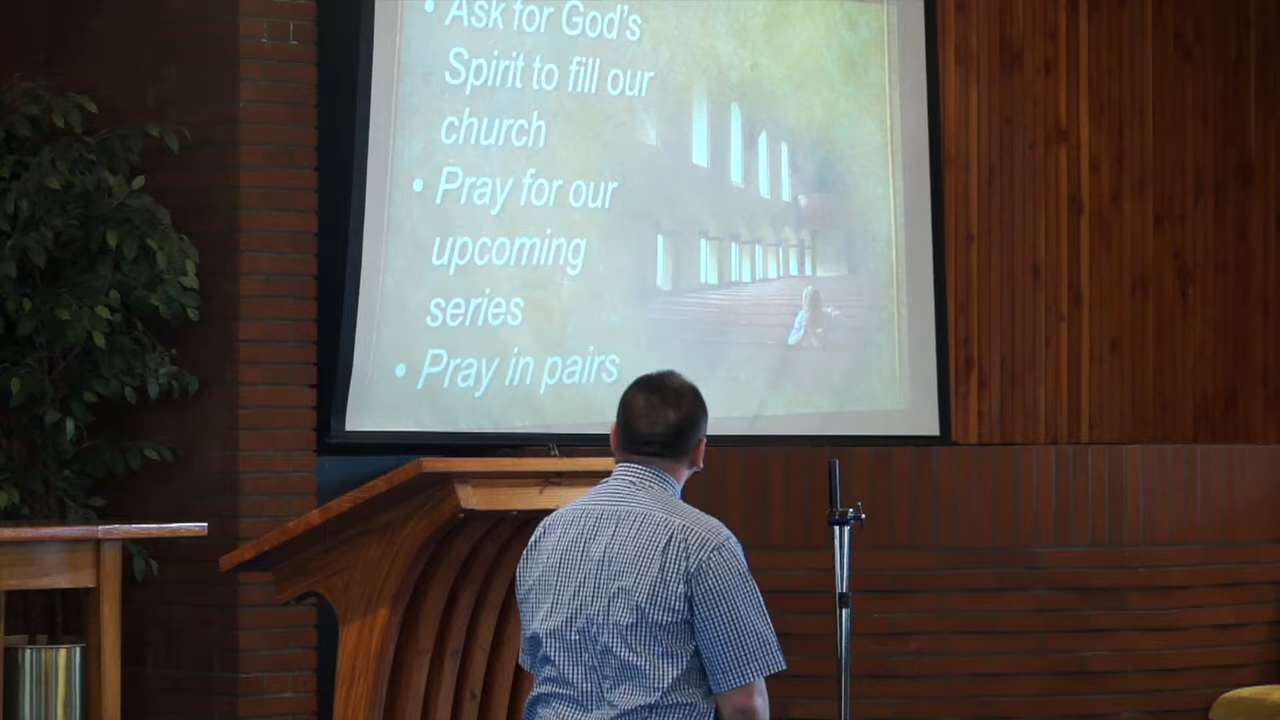 • Ask for God's
Spirit to fill our
church
• Pray for our
upcoming
series
• Pray in pairs